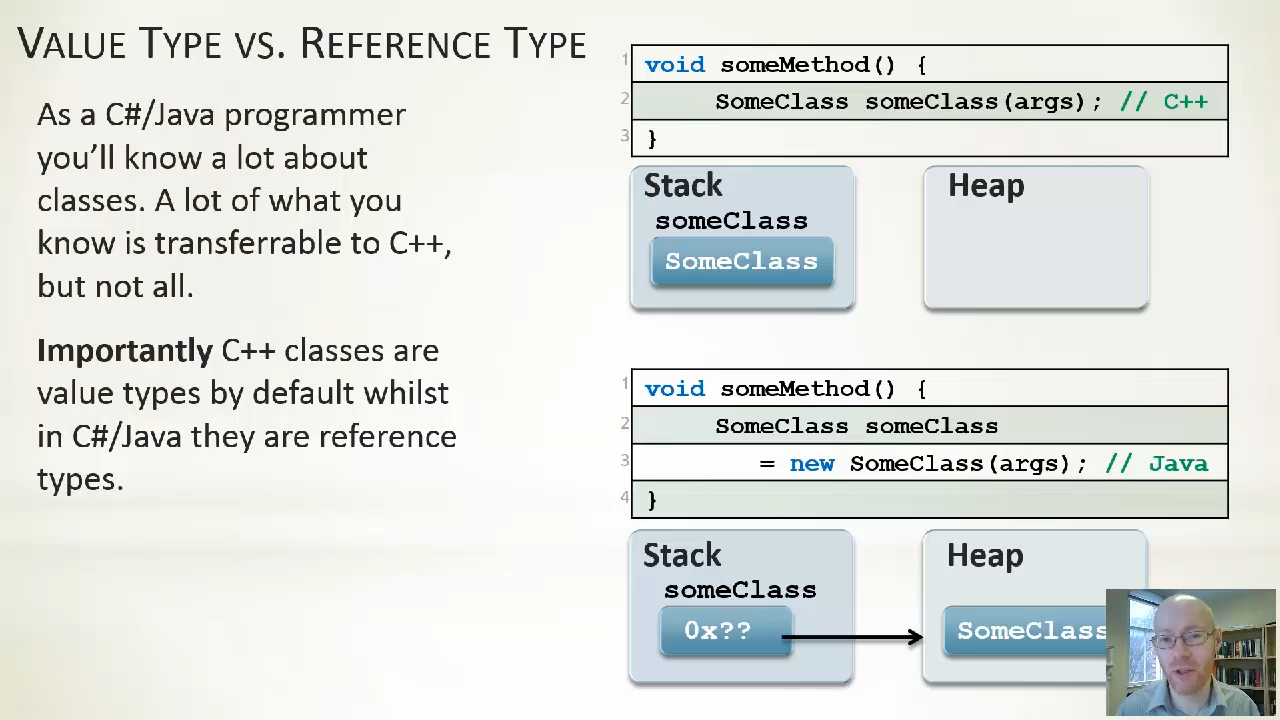 VALUE TYPE VS. REFERENCE TYPE
As a C#/Java programmer
you’ll know a lot about
classes. A lot of what you
know is transferrable to C++,
but not all.
Importantly C++ classes are
value types by default whilst
in C#/Java they are reference
types.
1 void someMethod() {
2 SomeClass someClass(args); // C++
3 }
Stack
someClass
SomeClass
Heap
1 void someMethod() {
2 SomeClass someClass
3 = new SomeClass(args); // Java
4 }
Stack
someClass
0x??
Heap
SomeClass